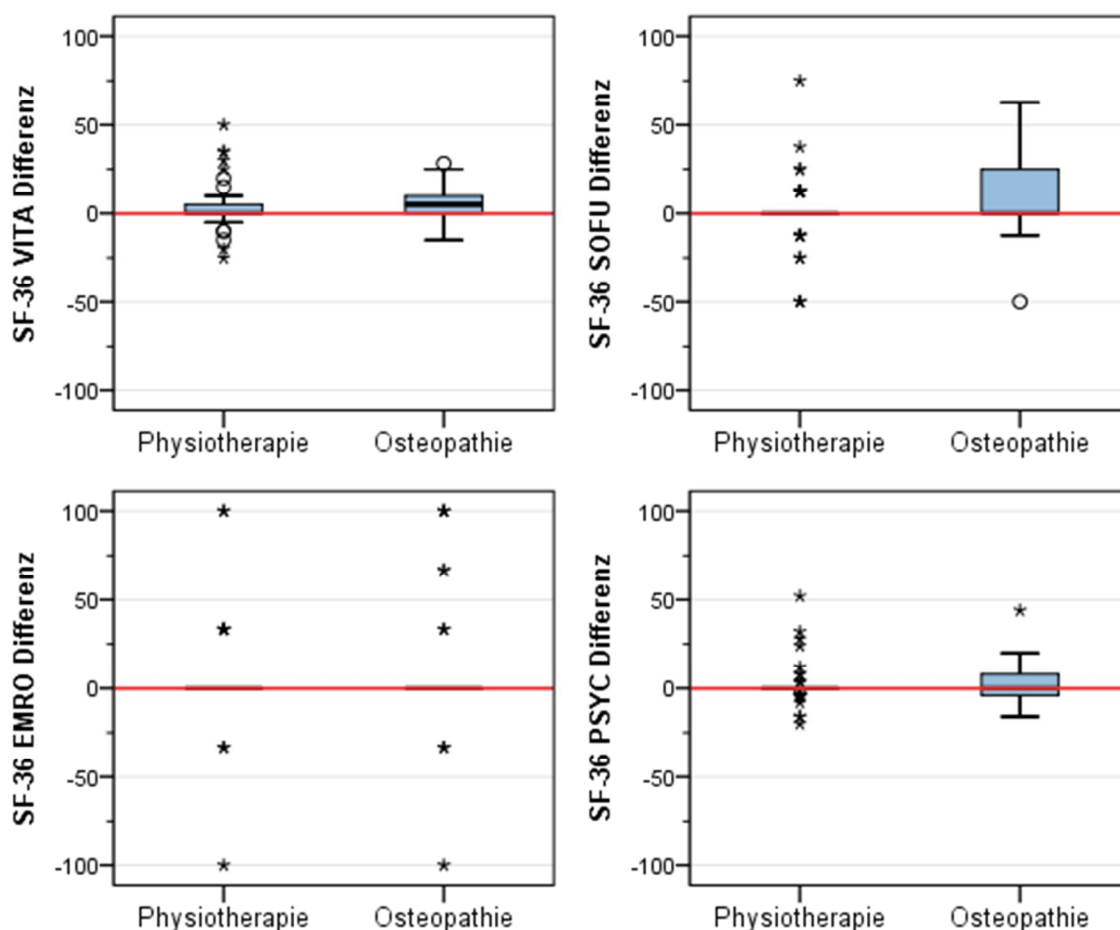 SF-36 VITA Differenz
100
50
0
-50
-100
Physiotherapie Osteopathie
SF-36 SOFU Differenz
100
50
0
-50
-100
Physiotherapie Osteopathie
SF-36 EMRO Differenz
100
50
0
-50
-100
Physiotherapie Osteopathie
SF-36 PSYC Differenz
100
50
0
-50
-100
Physiotherapie Osteopathie